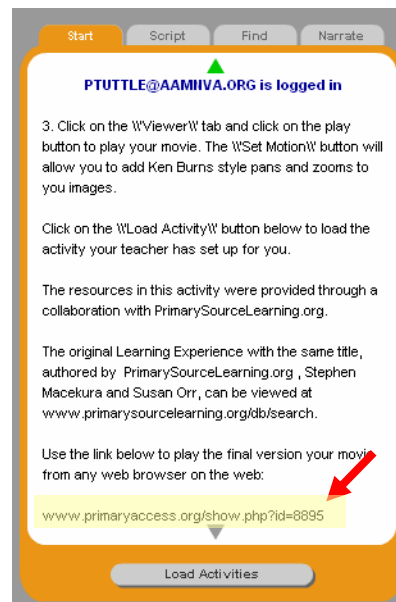 Start Script Find Narrate
PTUTTLE@AAMNVA.ORG is logged in
3. Click on the \\"Viewer\\" tab and click on the play
button to play your movie. The \\"Set Motion\\" button will
allow you to add Ken Burns style pans and zooms to
you images.
Click on the \\"Load Activity\\" button below to load the
activity your teacher has set up for you.
The resources in this activity were provided through a
collaboration with PrimarySourceLearning.org.
The original Learning Experience with the same title,
authored by PrimarySourceLearning.org , Stephen
Macekura and Susan Orr, can be viewed at
www.primarysourcelearning.org/db/search.
Use the link below to play the final version your movie
from any web browser on the web:
www.primaryaccess.org/show.php?id=8895
Load Activities